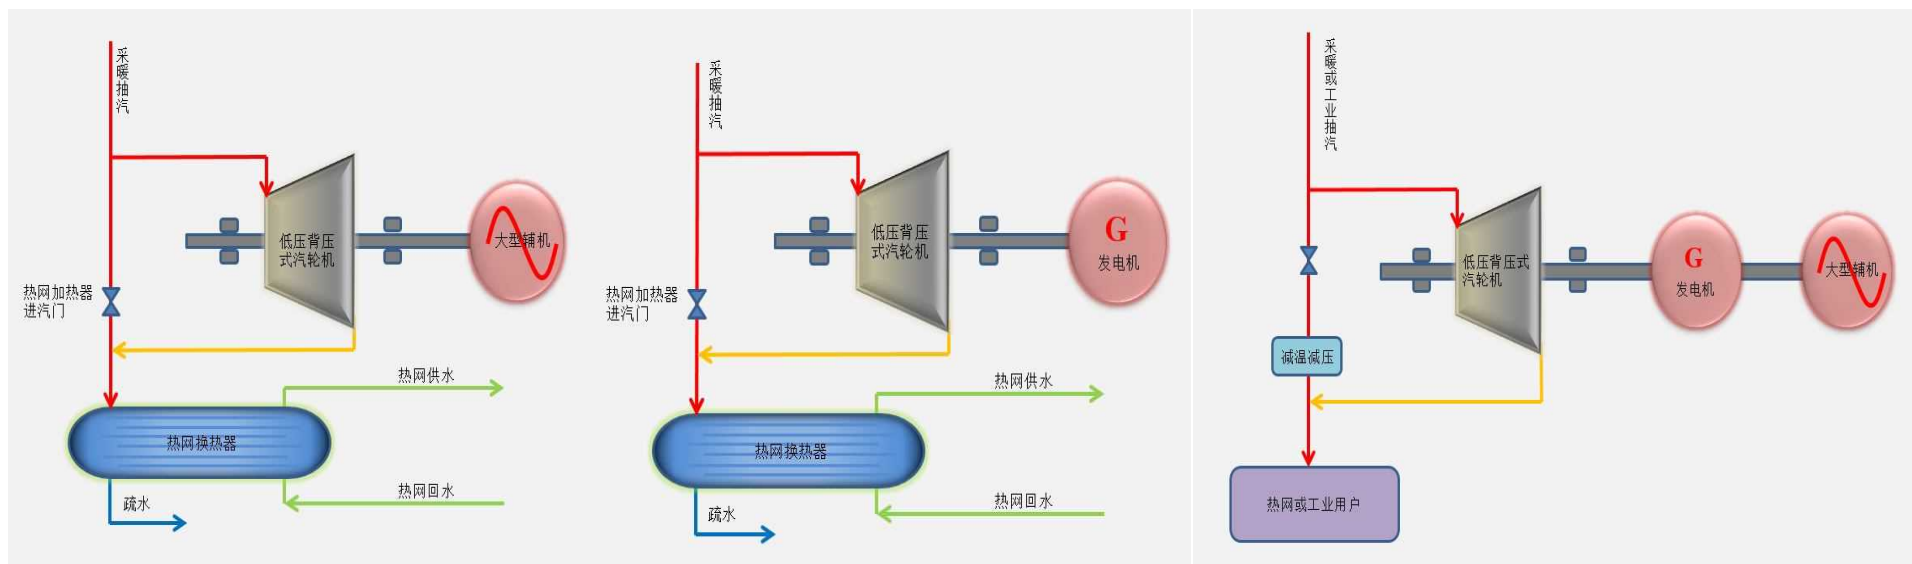 采暖抽汽
低压背压
式汽轮机
大型辅机
热网加热器
进汽门
热网供水
热网换热器
热网回水
疏水
采暖抽汽
低压背压
式汽轮机
G
发电机
热网加热器
进汽门
热网供水
热网换热器
热网回水
疏水
采暖或工业抽汽
低压背压式
汽轮机
G
发电机
大型辅机
减温减压
热网或工业用户